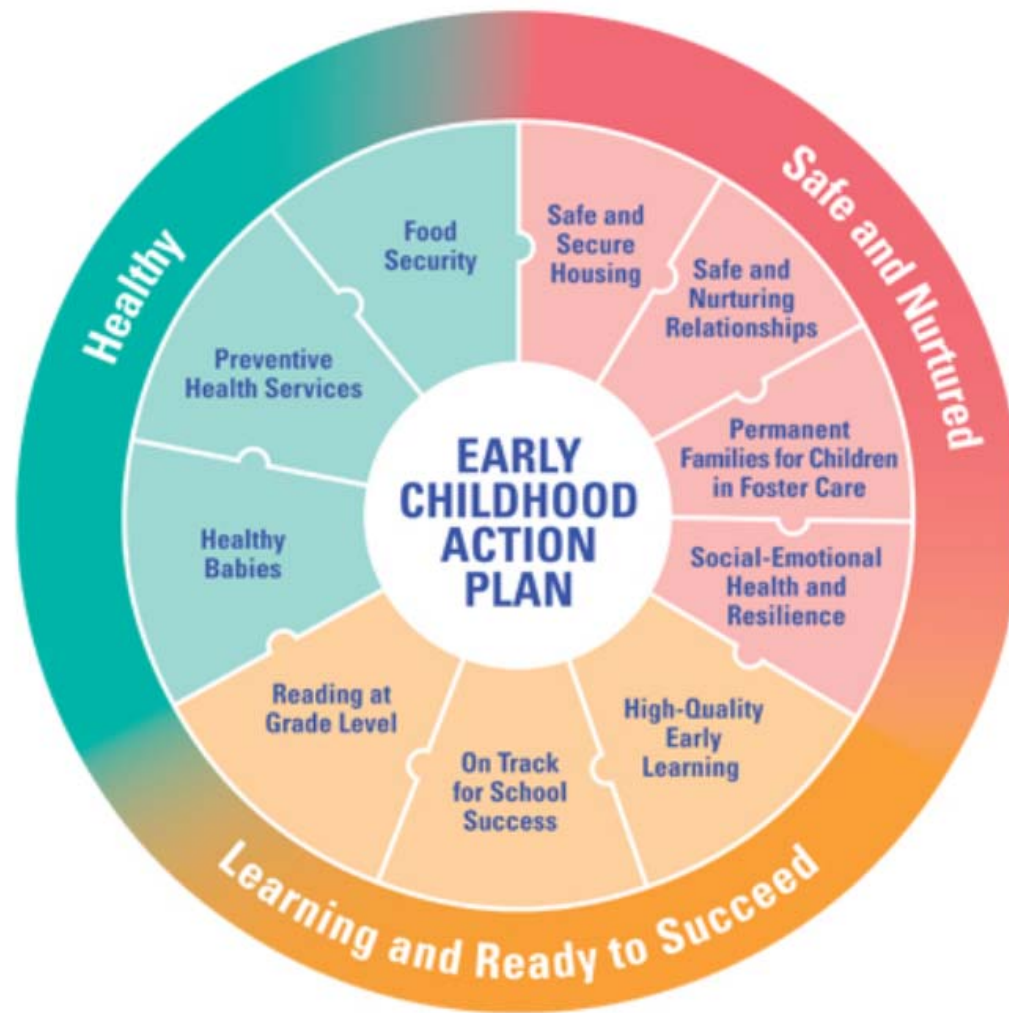 EARLY
CHILDHOOD
ACTION
PLAN
Healthy
Food
Security
Preventive
Health Services
Healthy
Babies
Safe and Nurtured
Safe and
Secure
Housing
Safe and
Nurturing
Relationships
Permanent
Families for Children
in Foster Care
Social-Emotional
Health and
Resilience
Learning and Ready to Succeed
High-Quality
Early
Learning
On Track
for School
Success
Reading at
Grade Level